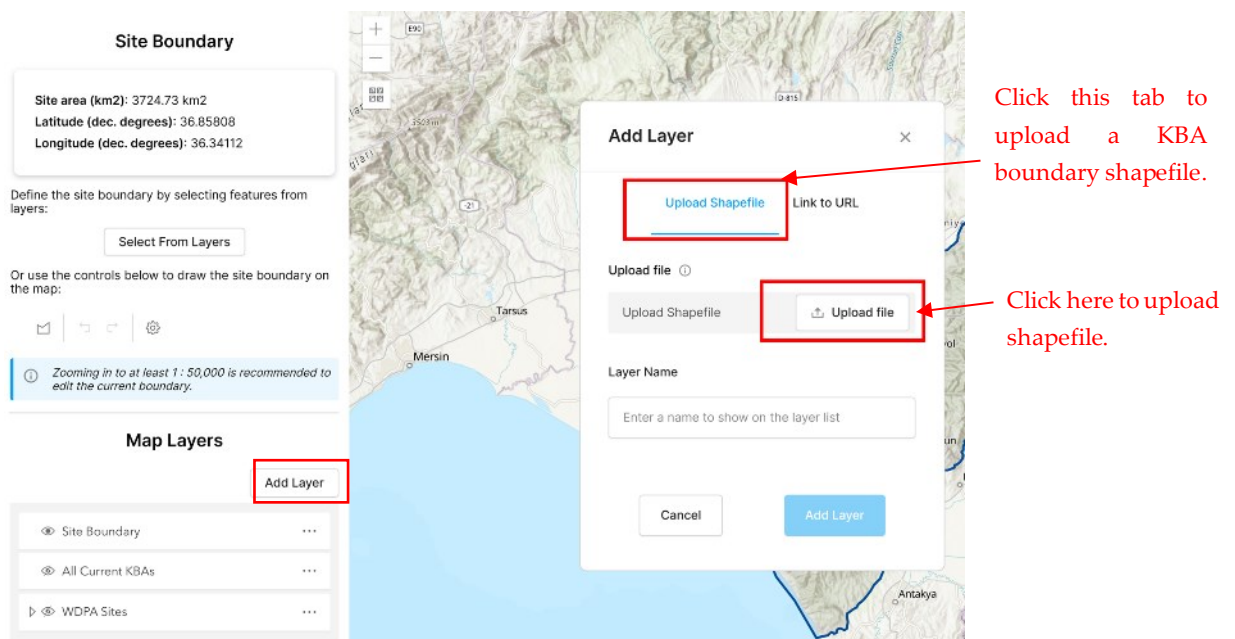 Site Boundary
Site area (km2): 3724.73 km2
Latitude (dec. degrees): 36.85808
Longitude (dec. degrees): 36.34112
Define the site boundary by selecting features from
layers:
Select From Layers
Or use the controls below to draw the site boundary on
the map:
Zooming in to at least 1 : 50,000 is recommended to
edit the current boundary.
Map Layers
Add Layer
Site Boundary
All Current KBAs
WDPA Sites
E90
D-815
-21
Tarsus
Mersin
Antakya
Add Layer
Upload Shapefile
Link to URL
Upload file
Upload Shapefile
Upload file
Layer Name
Enter a name to show on the layer list
Cancel
Add Layer
Click this tab to
upload a KBA
boundary shapefile.
Click here to upload
shapefile.